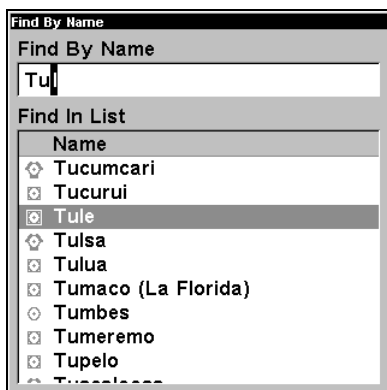 Find By Name
Find By Name
Tul
Find In List
Name
Tucumcari
Tucurui
Tule
Tulsa
Tulua
Tumaco (La Florida)
Tumbes
Tumeremo
Tupelo